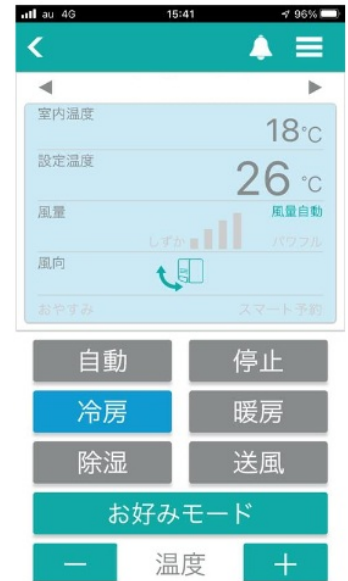 au 4G 15:41 96%
室内温度
18℃
設定温度
26 ℃
風量 風量自動
しずか パワフル
風向
おやすみ スマート予約
自動 停止
冷房 暖房
除湿 送風
お好みモード
− 温度 +